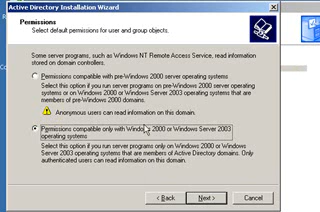 Active Directory Installation Wizard
Permissions
Select default permissions for user and group objects.
Some server programs, such as Windows NT Remote Access Service, read information
stored on domain controllers.
Permissions compatible with pre-Windows 2000 server operating systems
Select this option if you run server programs on pre-Windows 2000 server operating
systems or on Windows 2000 or Windows Server 2003 operating systems that are
members of pre-Windows 2000 domains.
Anonymous users can read information on this domain.
Permissions compatible only with Windows 2000 or Windows Server 2003
operating systems
Select this option if you run server programs only on Windows 2000 or Windows
Server 2003 operating systems that are members of Active Directory domains. Only
authenticated users can read information on this domain.
< Back
Next >
Cancel